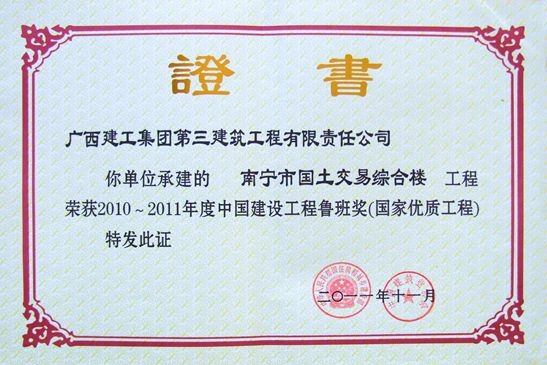 證 書
广西建工集团第三建筑工程有限责任公司
你单位承建的 南宁市国土交易综合楼 工程
荣获2010～2011年度中国建设工程鲁班奖(国家优质工程)
特发此证
二〇一一年十一月